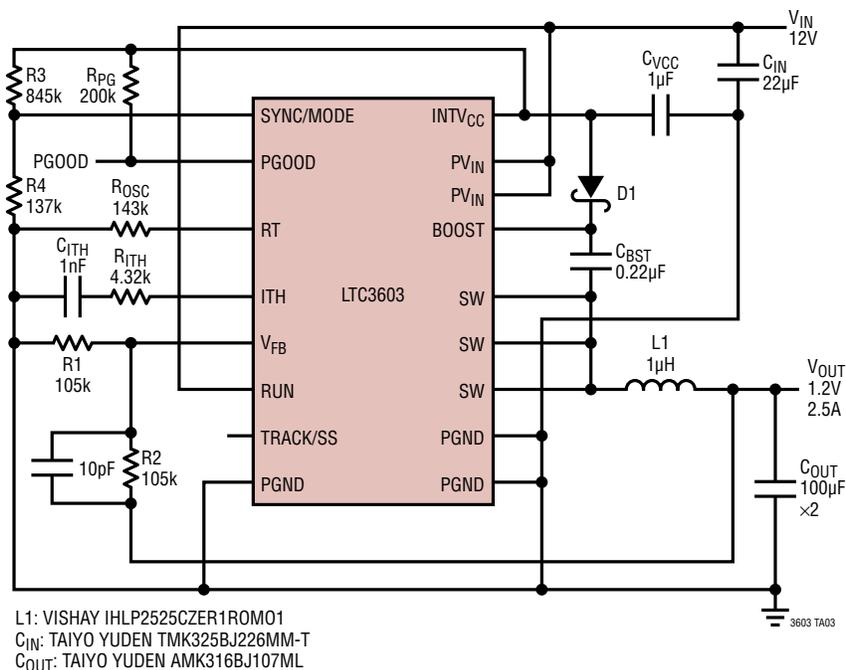 VIN
12V
CIN
22µF
CVCC
1µF
R3
845k
RPG
200k
PGOOD
R4
137k
ROSC
143k
CITH
1nF
RITH
4.32k
R1
105k
10pF
R2
105k
SYNC/MODE
PGOOD
RT
ITH
VFB
RUN
TRACK/SS
PGND
LTC3603
INTVCC
PVIN
PVIN
BOOST
SW
SW
SW
PGND
PGND
D1
CBST
0.22µF
L1
1µH
VOUT
1.2V
2.5A
COUT
100µF
×2
3603 TA03
L1: VISHAY IHLP2525CZER1ROMO1
CIN: TAIYO YUDEN TMK325BJ226MM-T
COUT: TAIYO YUDEN AMK316BJ107ML